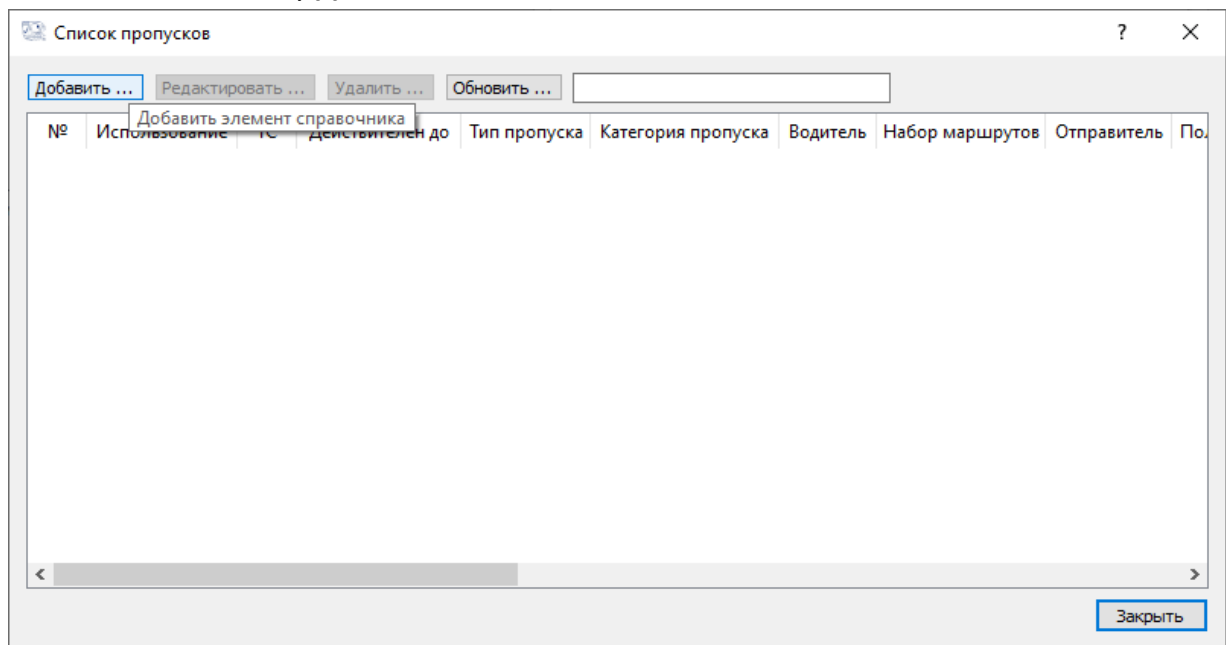 Список пропусков
?
Добавить ... Редактировать ... Удалить ... Обновить ...
Добавить элемент справочника
№ Использование ТС Действителен до Тип пропуска Категория пропуска Водитель Набор маршрутов Отправитель
Закрыть